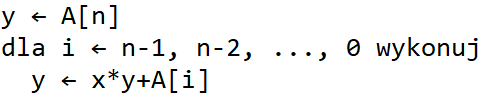 y ← A[n]
dla i ← n-1, n-2, ..., 0 wykonuj
  y ← x*y+A[i]